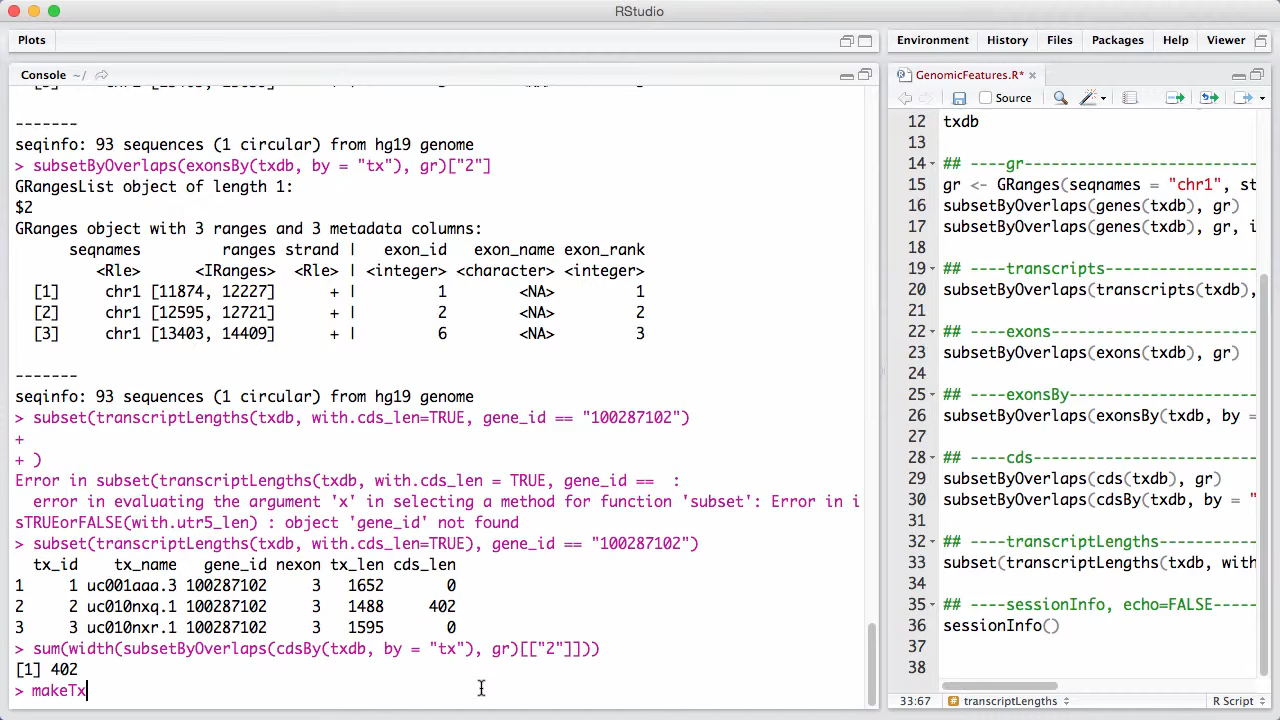 RStudio
Plots
Console ~/
-------
seqinfo: 93 sequences (1 circular) from hg19 genome
> subsetByOverlaps(exonsBy(txdb, by = "tx"), gr)["2"]
GRangesList object of length 1:
$2
GRanges object with 3 ranges and 3 metadata columns:
seqnames ranges strand | exon_id exon_name exon_rank
<Rle> <IRanges> <Rle> | <integer> <character> <integer>
[1] chr1 [11874, 12227] + | 1 <NA> 1
[2] chr1 [12595, 12721] + | 2 <NA> 2
[3] chr1 [13403, 14409] + | 6 <NA> 3
-------
seqinfo: 93 sequences (1 circular) from hg19 genome
> subset(transcriptLengths(txdb, with.cds_len=TRUE, gene_id == "100287102")
+
+ )
Error in subset(transcriptLengths(txdb, with.cds_len = TRUE, gene_id ==  :
error in evaluating the argument 'x' in selecting a method for function 'subset': Error in i
sTRUEorFALSE(with.utr5_len) : object 'gene_id' not found
> subset(transcriptLengths(txdb, with.cds_len=TRUE), gene_id == "100287102")
tx_id tx_name gene_id nexon tx_len cds_len
1 1 uc001aaa.3 100287102 3 1652 0
2 2 uc010nxq.1 100287102 3 1488 402
3 3 uc010nxr.1 100287102 3 1595 0
> sum(width(subsetByOverlaps(cdsBy(txdb, by = "tx"), gr)[["2"]]))
[1] 402
> makeTx
Environment History Files Packages Help Viewer
GenomicFeatures.R*
Source
12 txdb
13
14 ## ----gr--------------------------
15 gr <- GRanges(seqnames = "chr1", st
16 subsetByOverlaps(genes(txdb), gr)
17 subsetByOverlaps(genes(txdb), gr, i
18
19 ## ----transcripts-----------------
20 subsetByOverlaps(transcripts(txdb),
21
22 ## ----exons-----------------------
23 subsetByOverlaps(exons(txdb), gr)
24
25 ## ----exonsBy---------------------
26 subsetByOverlaps(exonsBy(txdb, by =
27
28 ## ----cds-------------------------
29 subsetByOverlaps(cds(txdb), gr)
30 subsetByOverlaps(cdsBy(txdb, by = "
31
32 ## ----transcriptLengths-----------
33 subset(transcriptLengths(txdb, with
34
35 ## ----sessionInfo, echo=FALSE-----
36 sessionInfo()
37
38
33:67 transcriptLengths R Script